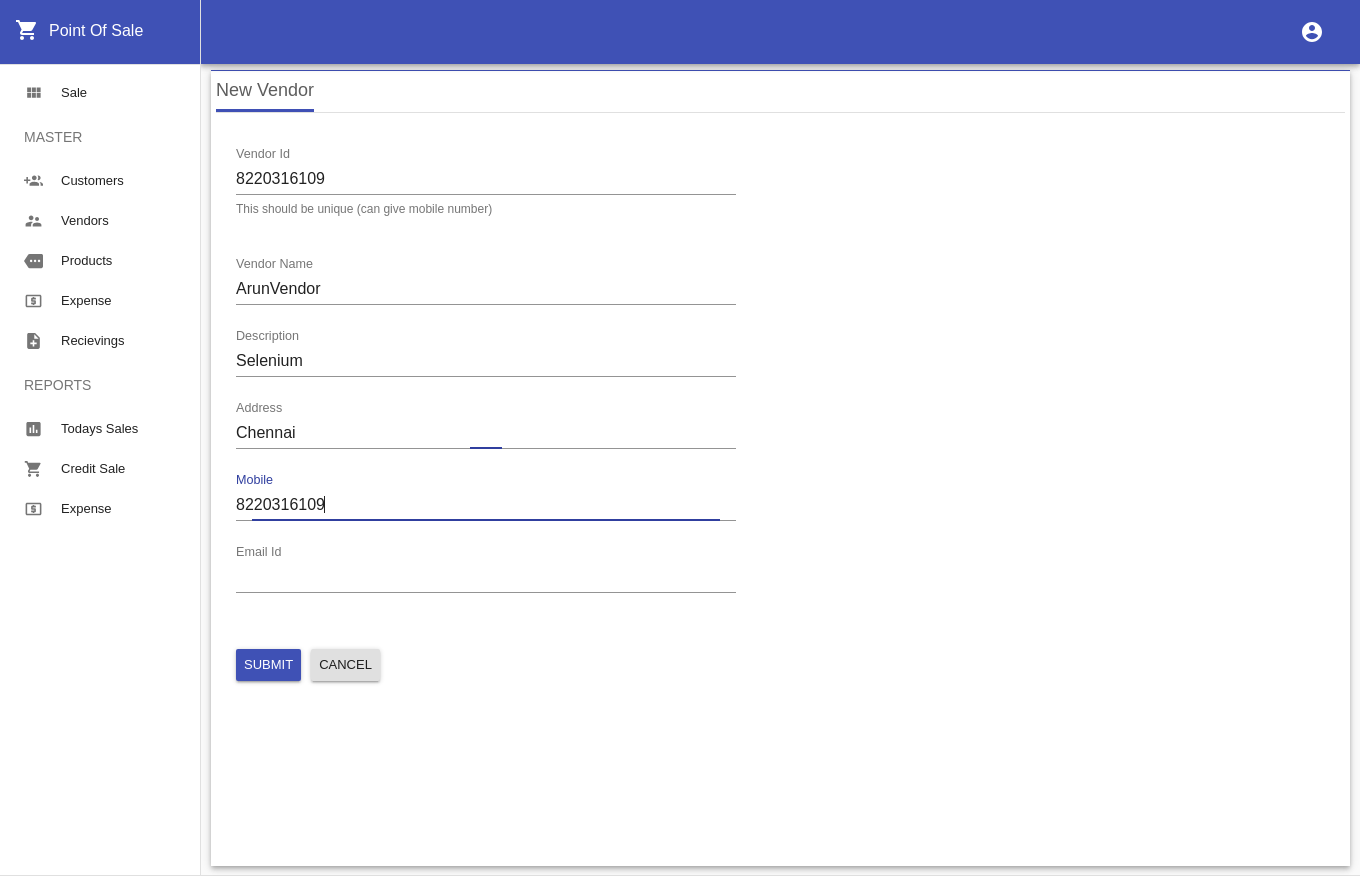 Point Of Sale
Sale
MASTER
Customers
Vendors
Products
Expense
Recievings
REPORTS
Todays Sales
Credit Sale
Expense
New Vendor
Vendor Id
8220316109
This should be unique (can give mobile number)
Vendor Name
ArunVendor
Description
Selenium
Address
Chennai
Mobile
8220316109
Email Id
SUBMIT CANCEL